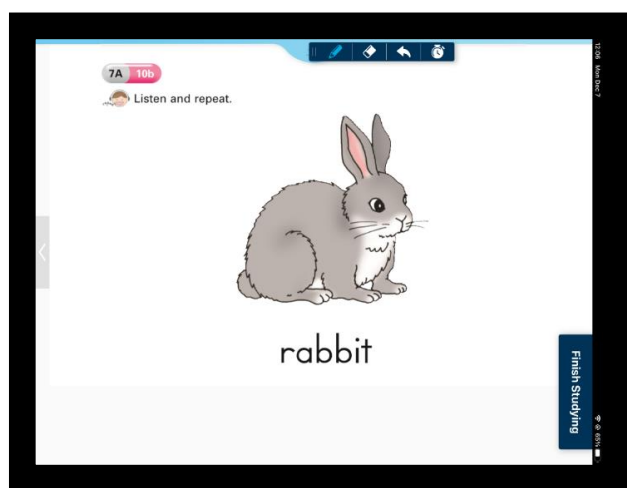 7A 10b
Listen and repeat.
rabbit
Finish Studying
12:06 Mon Dec 7
65%